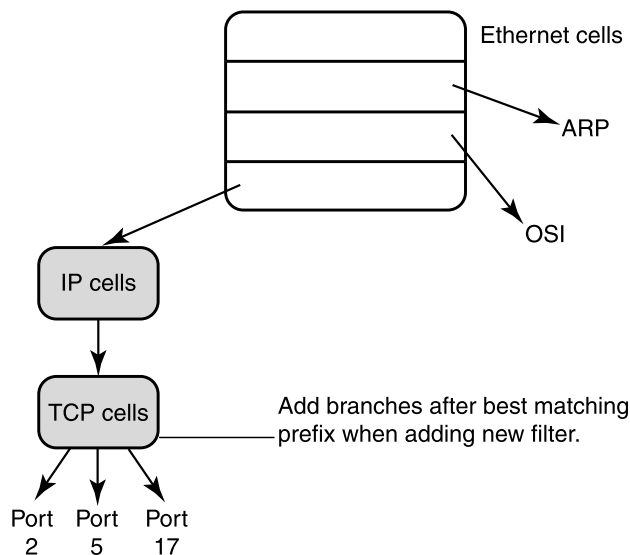 Ethernet cells
ARP
OSI
IP cells
TCP cells
Add branches after best matching
prefix when adding new filter.
Port Port Port
2 5 17